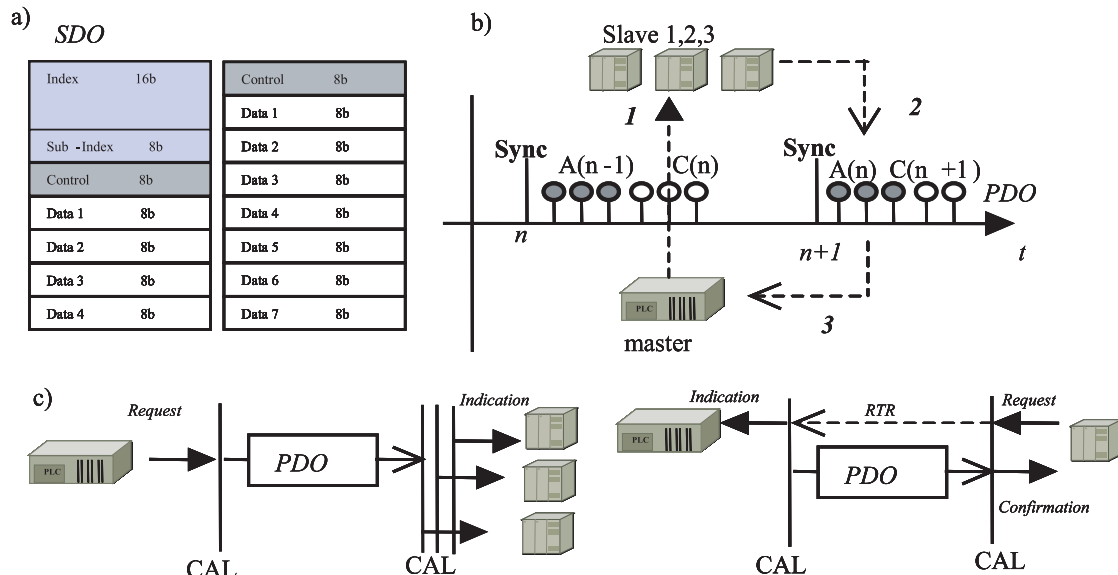 a)
SDO
Index 16b
Sub -Index 8b
Control 8b
Data 1 8b
Data 2 8b
Data 3 8b
Data 4 8b
Control 8b
Data 1 8b
Data 2 8b
Data 3 8b
Data 4 8b
Data 5 8b
Data 6 8b
Data 7 8b
b)
Slave 1,2,3
1
2
Sync
A(n -1)
C(n)
Sync
A(n)
C(n +1)
PDO
n
n+1
t
PLC
3
master
c)
Request
PLC
PDO
Indication
CAL
CAL
Indication
PLC
RTR
Request
PDO
Confirmation
CAL
CAL